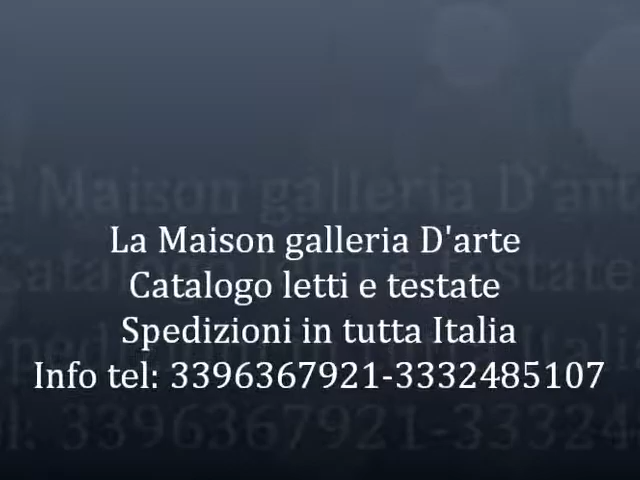 La Maison galleria D'arte
Catalogo letti e testate
Spedizioni in tutta Italia
Info tel: 3396367921-3332485107